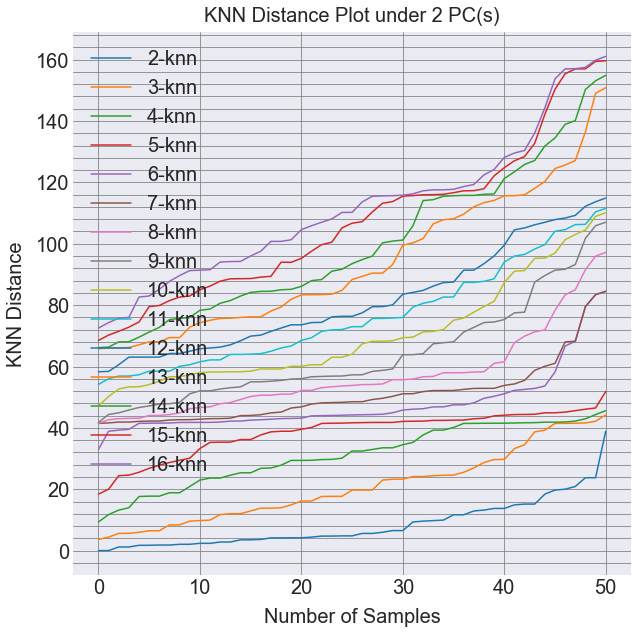 KNN Distance Plot under 2 PC(s)
KNN Distance
160
140
120
100
80
60
40
20
0
2-knn
3-knn
4-knn
5-knn
6-knn
7-knn
8-knn
9-knn
10-knn
11-knn
12-knn
13-knn
14-knn
15-knn
16-knn
0 10 20 30 40 50
Number of Samples